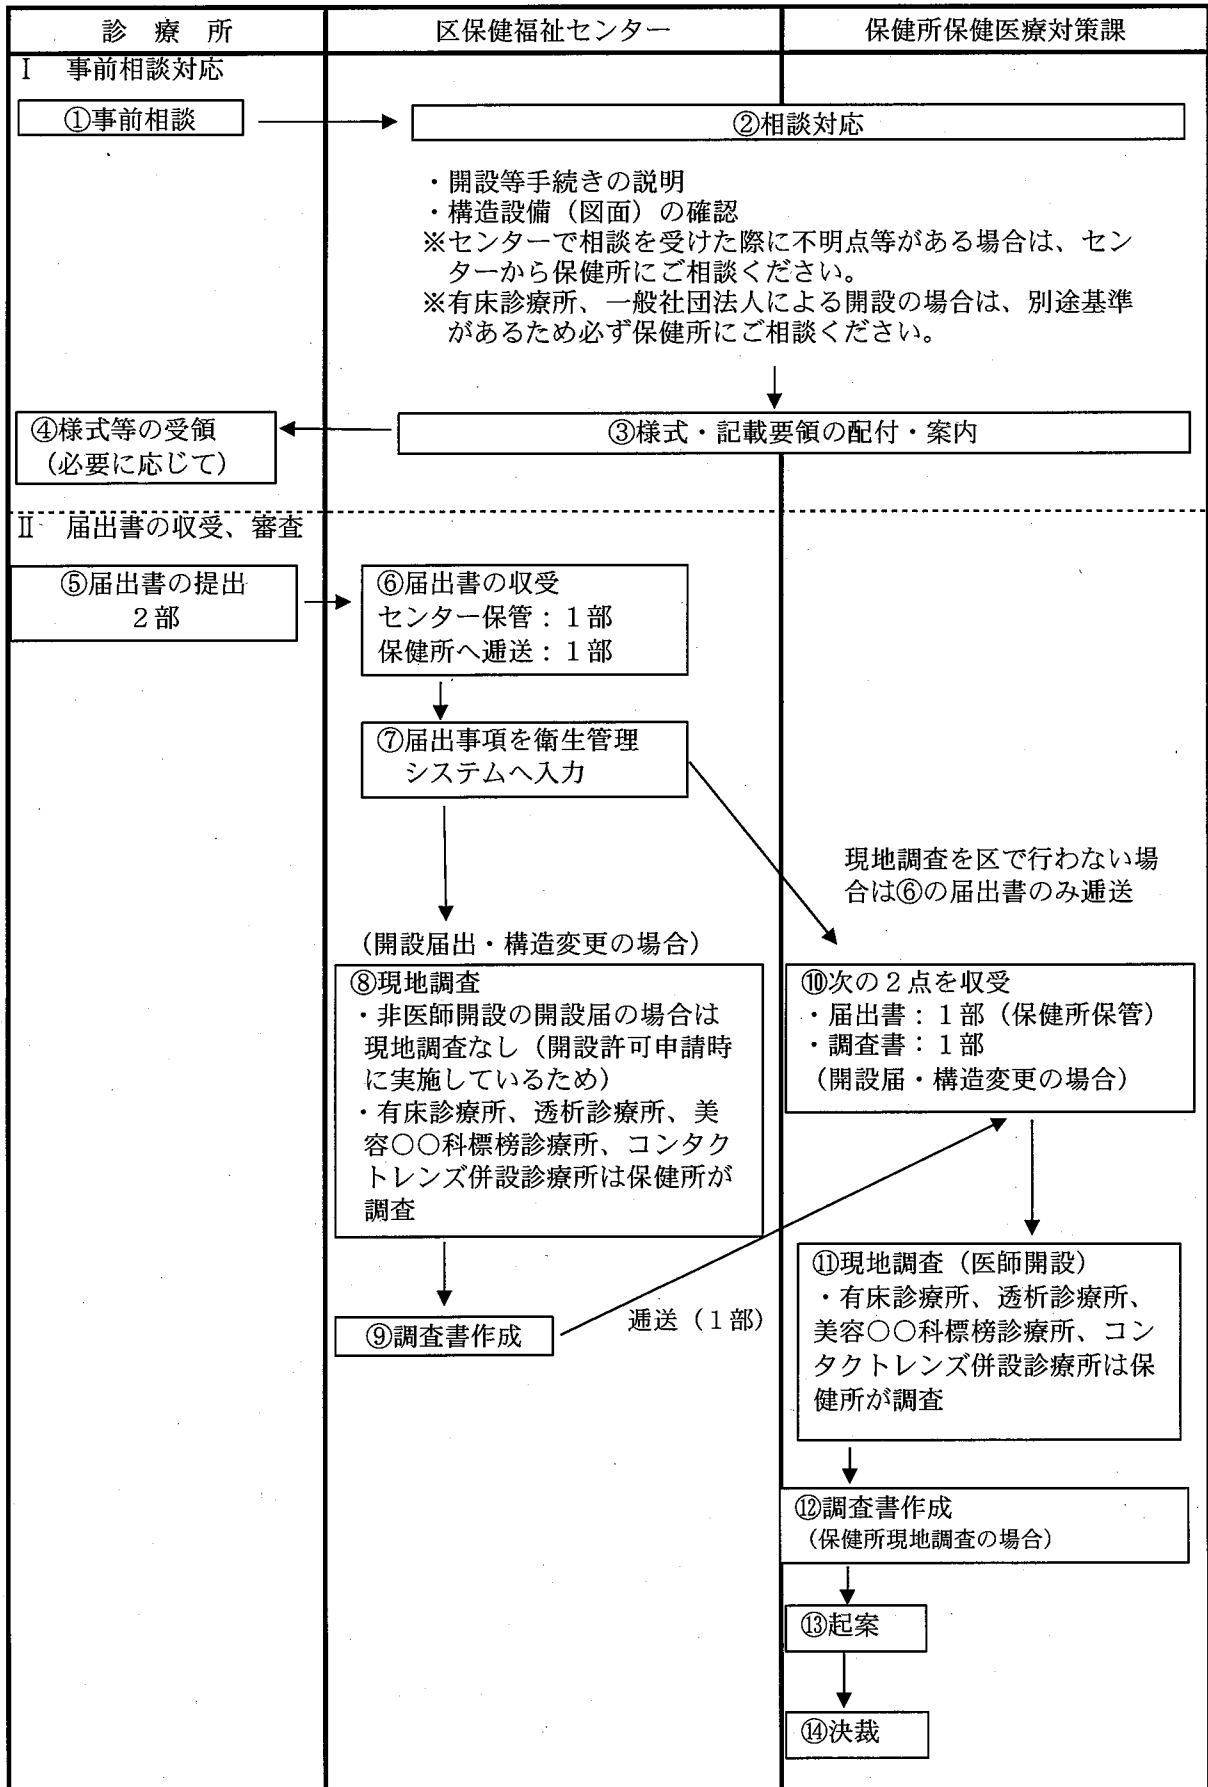 診　療　所
区保健福祉センター
保健所保健医療対策課
Ⅰ　事前相談対応
①事前相談
②相談対応
・開設等手続きの説明
・構造設備（図面）の確認
※センターで相談を受けた際に不明点等がある場合は、セン
ターから保健所にご相談ください。
※有床診療所、一般社団法人による開設の場合は、別途基準
があるため必ず保健所にご相談ください。
④様式等の受領
（必要に応じて）
③様式・記載要領の配付・案内
Ⅱ　届出書の収受、審査
⑤届出書の提出
２部
⑥届出書の収受
センター保管：１部
保健所へ逓送：１部
⑦届出事項を衛生管理
システムへ入力
現地調査を区で行わない場
合は⑥の届出書のみ逓送
（開設届出・構造変更の場合）
⑧現地調査
・非医師開設の開設届の場合は
現地調査なし（開設許可申請時
に実施しているため）
・有床診療所、透析診療所、美
容○○科標榜診療所、コンタク
トレンズ併設診療所は保健所が
調査
⑩次の２点を収受
・届出書：１部（保健所保管）
・調査書：１部
（開設届・構造変更の場合）
⑨調査書作成
逓送（１部）
⑪現地調査（医師開設）
・有床診療所、透析診療所、
美容○○科標榜診療所、コン
タクトレンズ併設診療所は保
健所が調査
⑫調査書作成
（保健所現地調査の場合）
⑬起案
⑭決裁